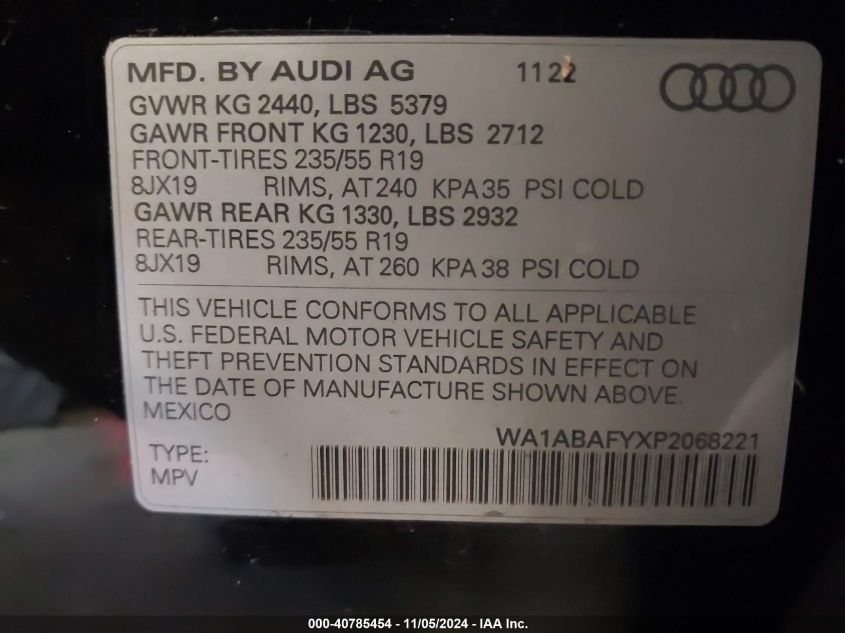 MFD. BY AUDI AG 11 22
GVWR KG 2440, LBS 5379
GAWR FRONT KG 1230, LBS 2712
FRONT-TIRES 235/55 R19
8JX19 RIMS, AT 240 KPA 35 PSI COLD
GAWR REAR KG 1330, LBS 2932
REAR-TIRES 235/55 R19
8JX19 RIMS, AT 260 KPA 38 PSI COLD
THIS VEHICLE CONFORMS TO ALL APPLICABLE
U.S. FEDERAL MOTOR VEHICLE SAFETY AND
THEFT PREVENTION STANDARDS IN EFFECT ON
THE DATE OF MANUFACTURE SHOWN ABOVE.
MEXICO
WA1ABAFYXP2068221
TYPE:
MPV
000-40785454 - 11/05/2024 - IAA Inc.